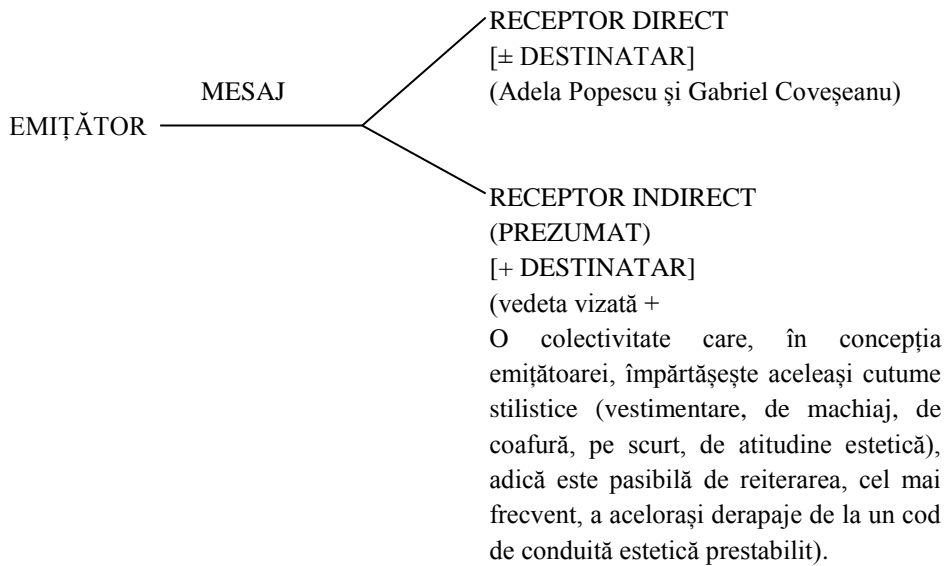 RECEPTOR DIRECT
[± DESTINATAR]
(Adela Popescu și Gabriel Coveșeanu)
MESAJ
EMIȚĂTOR
RECEPTOR INDIRECT
(PREZUMAT)
[+ DESTINATAR]
(vedeta vizată +
O colectivitate care, în concepția
emițătoarei, împărtășește aceleași cutume
stilistice (vestimentare, de machiaj, de
coafură, pe scurt, de atitudine estetică),
adică este pasibilă de reiterarea, cel mai
frecvent, a acelorași derapaje de la un cod
de conduită estetică prestabilit).